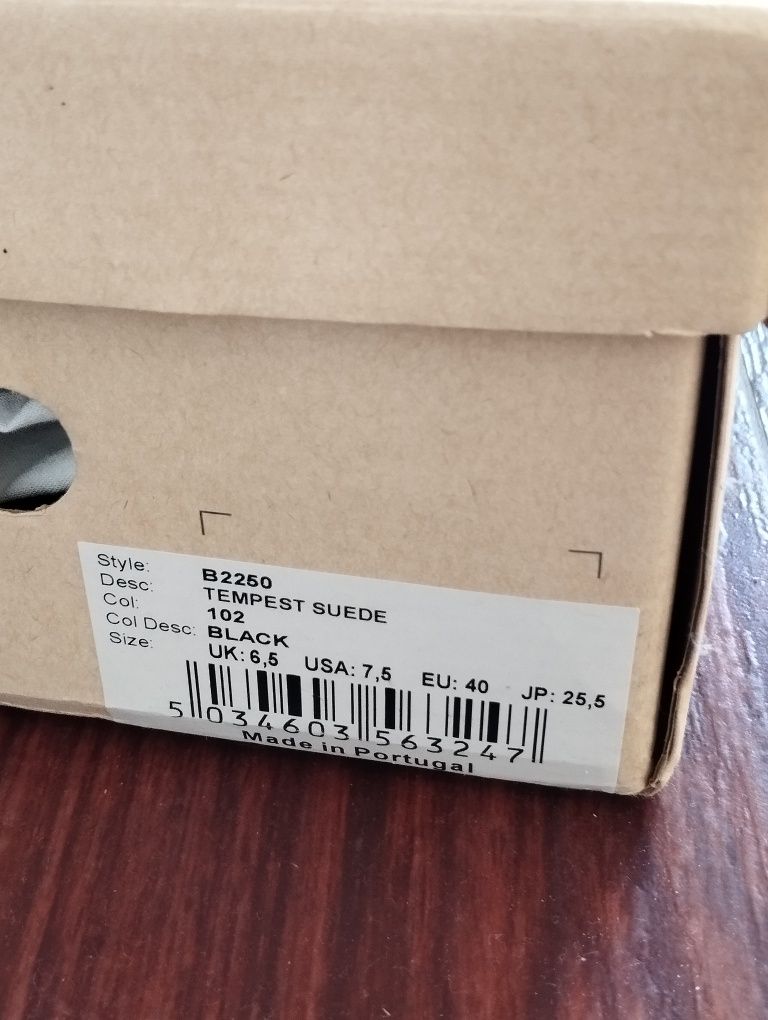 Style: B2250
Desc: TEMPEST SUEDE
Col: 102
Col Desc: BLACK
Size: UK: 6,5 USA: 7,5 EU: 40 JP: 25,5
5 034603 563247
Made in Portugal